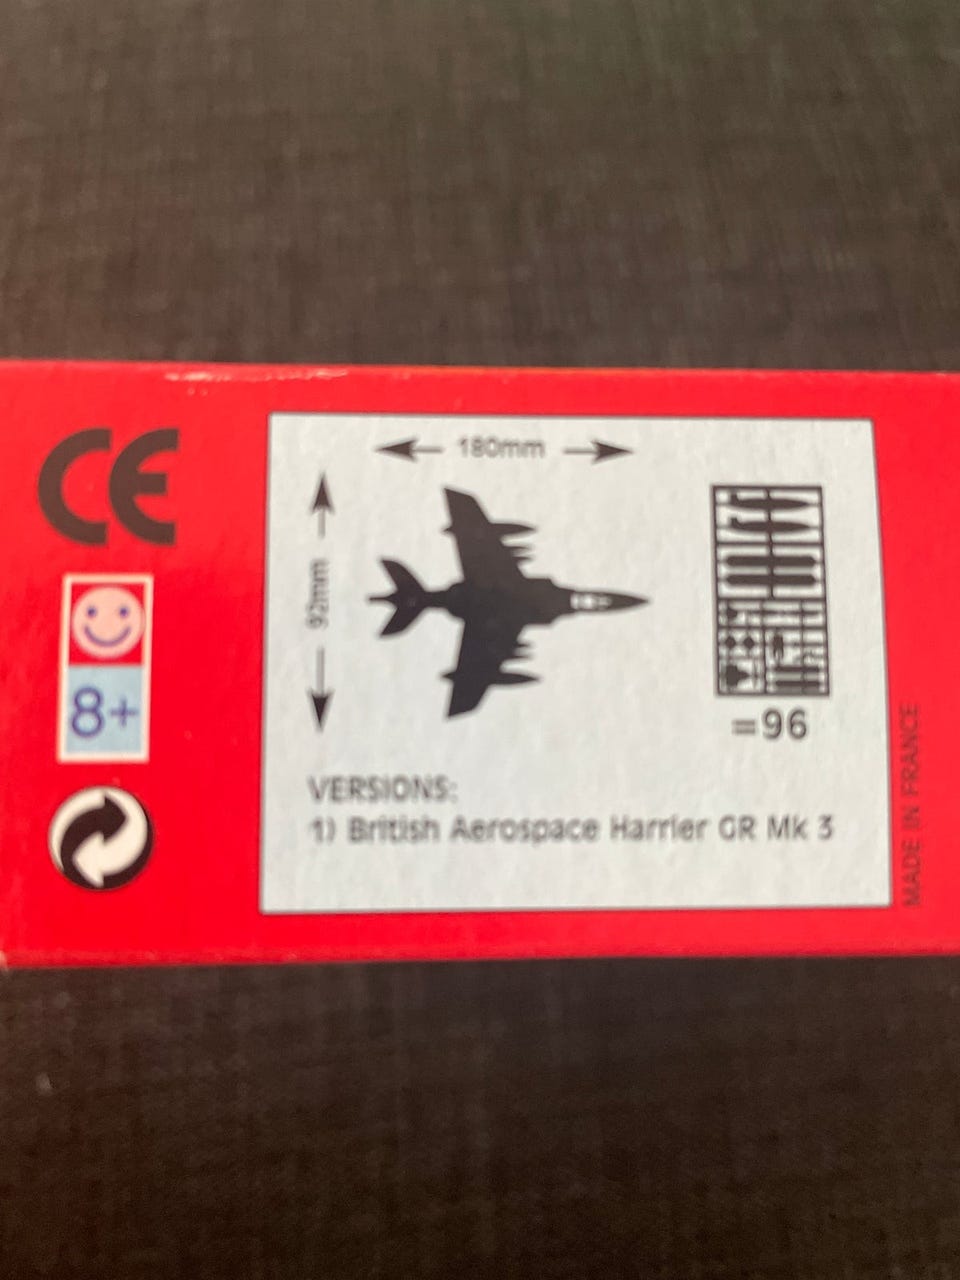 CE
180mm
92mm
8+
=96
VERSIONS:
1) British Aerospace Harrier GR Mk 3
MADE IN FRANCE